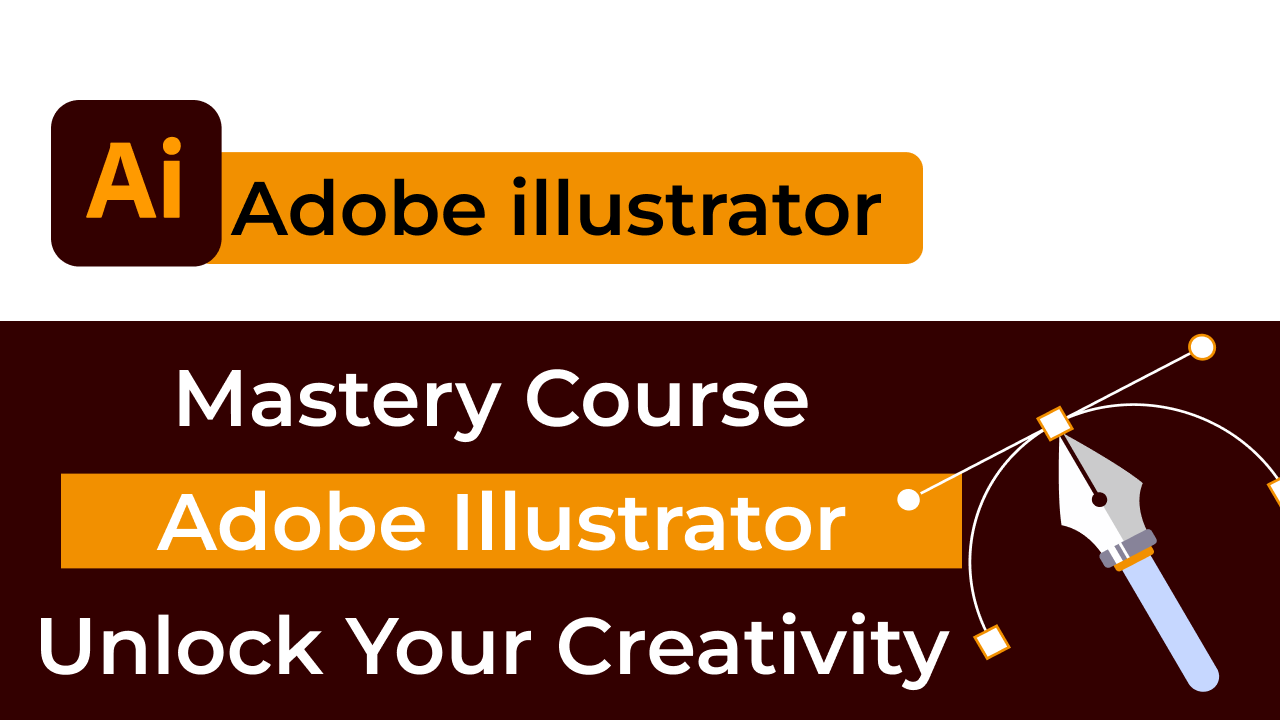 Ai
Adobe illustrator
Mastery Course
Adobe Illustrator
Unlock Your Creativity